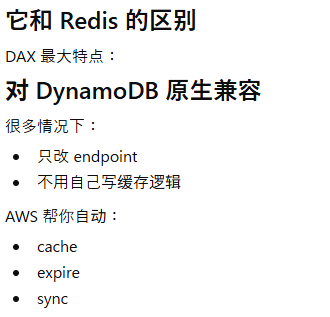 它和 Redis 的区别
DAX 最大特点：
对 DynamoDB 原生兼容
很多情况下：
只改 endpoint
不用自己写缓存逻辑
AWS 帮你自动：
cache
expire
sync